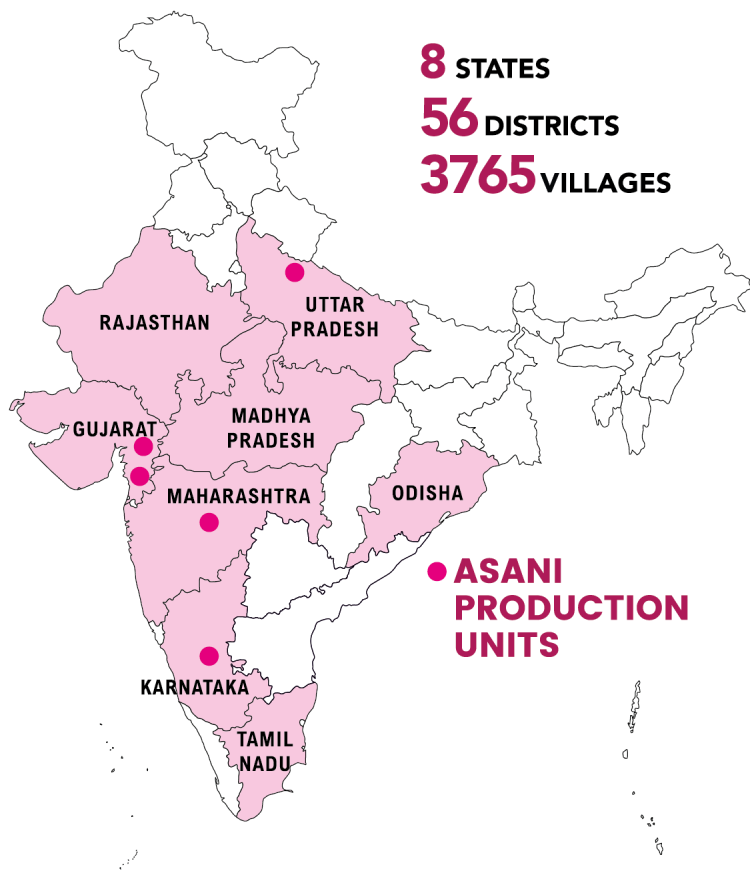 8 STATES
56 DISTRICTS
3765 VILLAGES
UTTAR
PRADESH
RAJASTHAN
GUJARAT
MADHYA
PRADESH
MAHARASHTRA
ODISHA
ASANI
PRODUCTION
UNITS
KARNATAKA
TAMIL
NADU